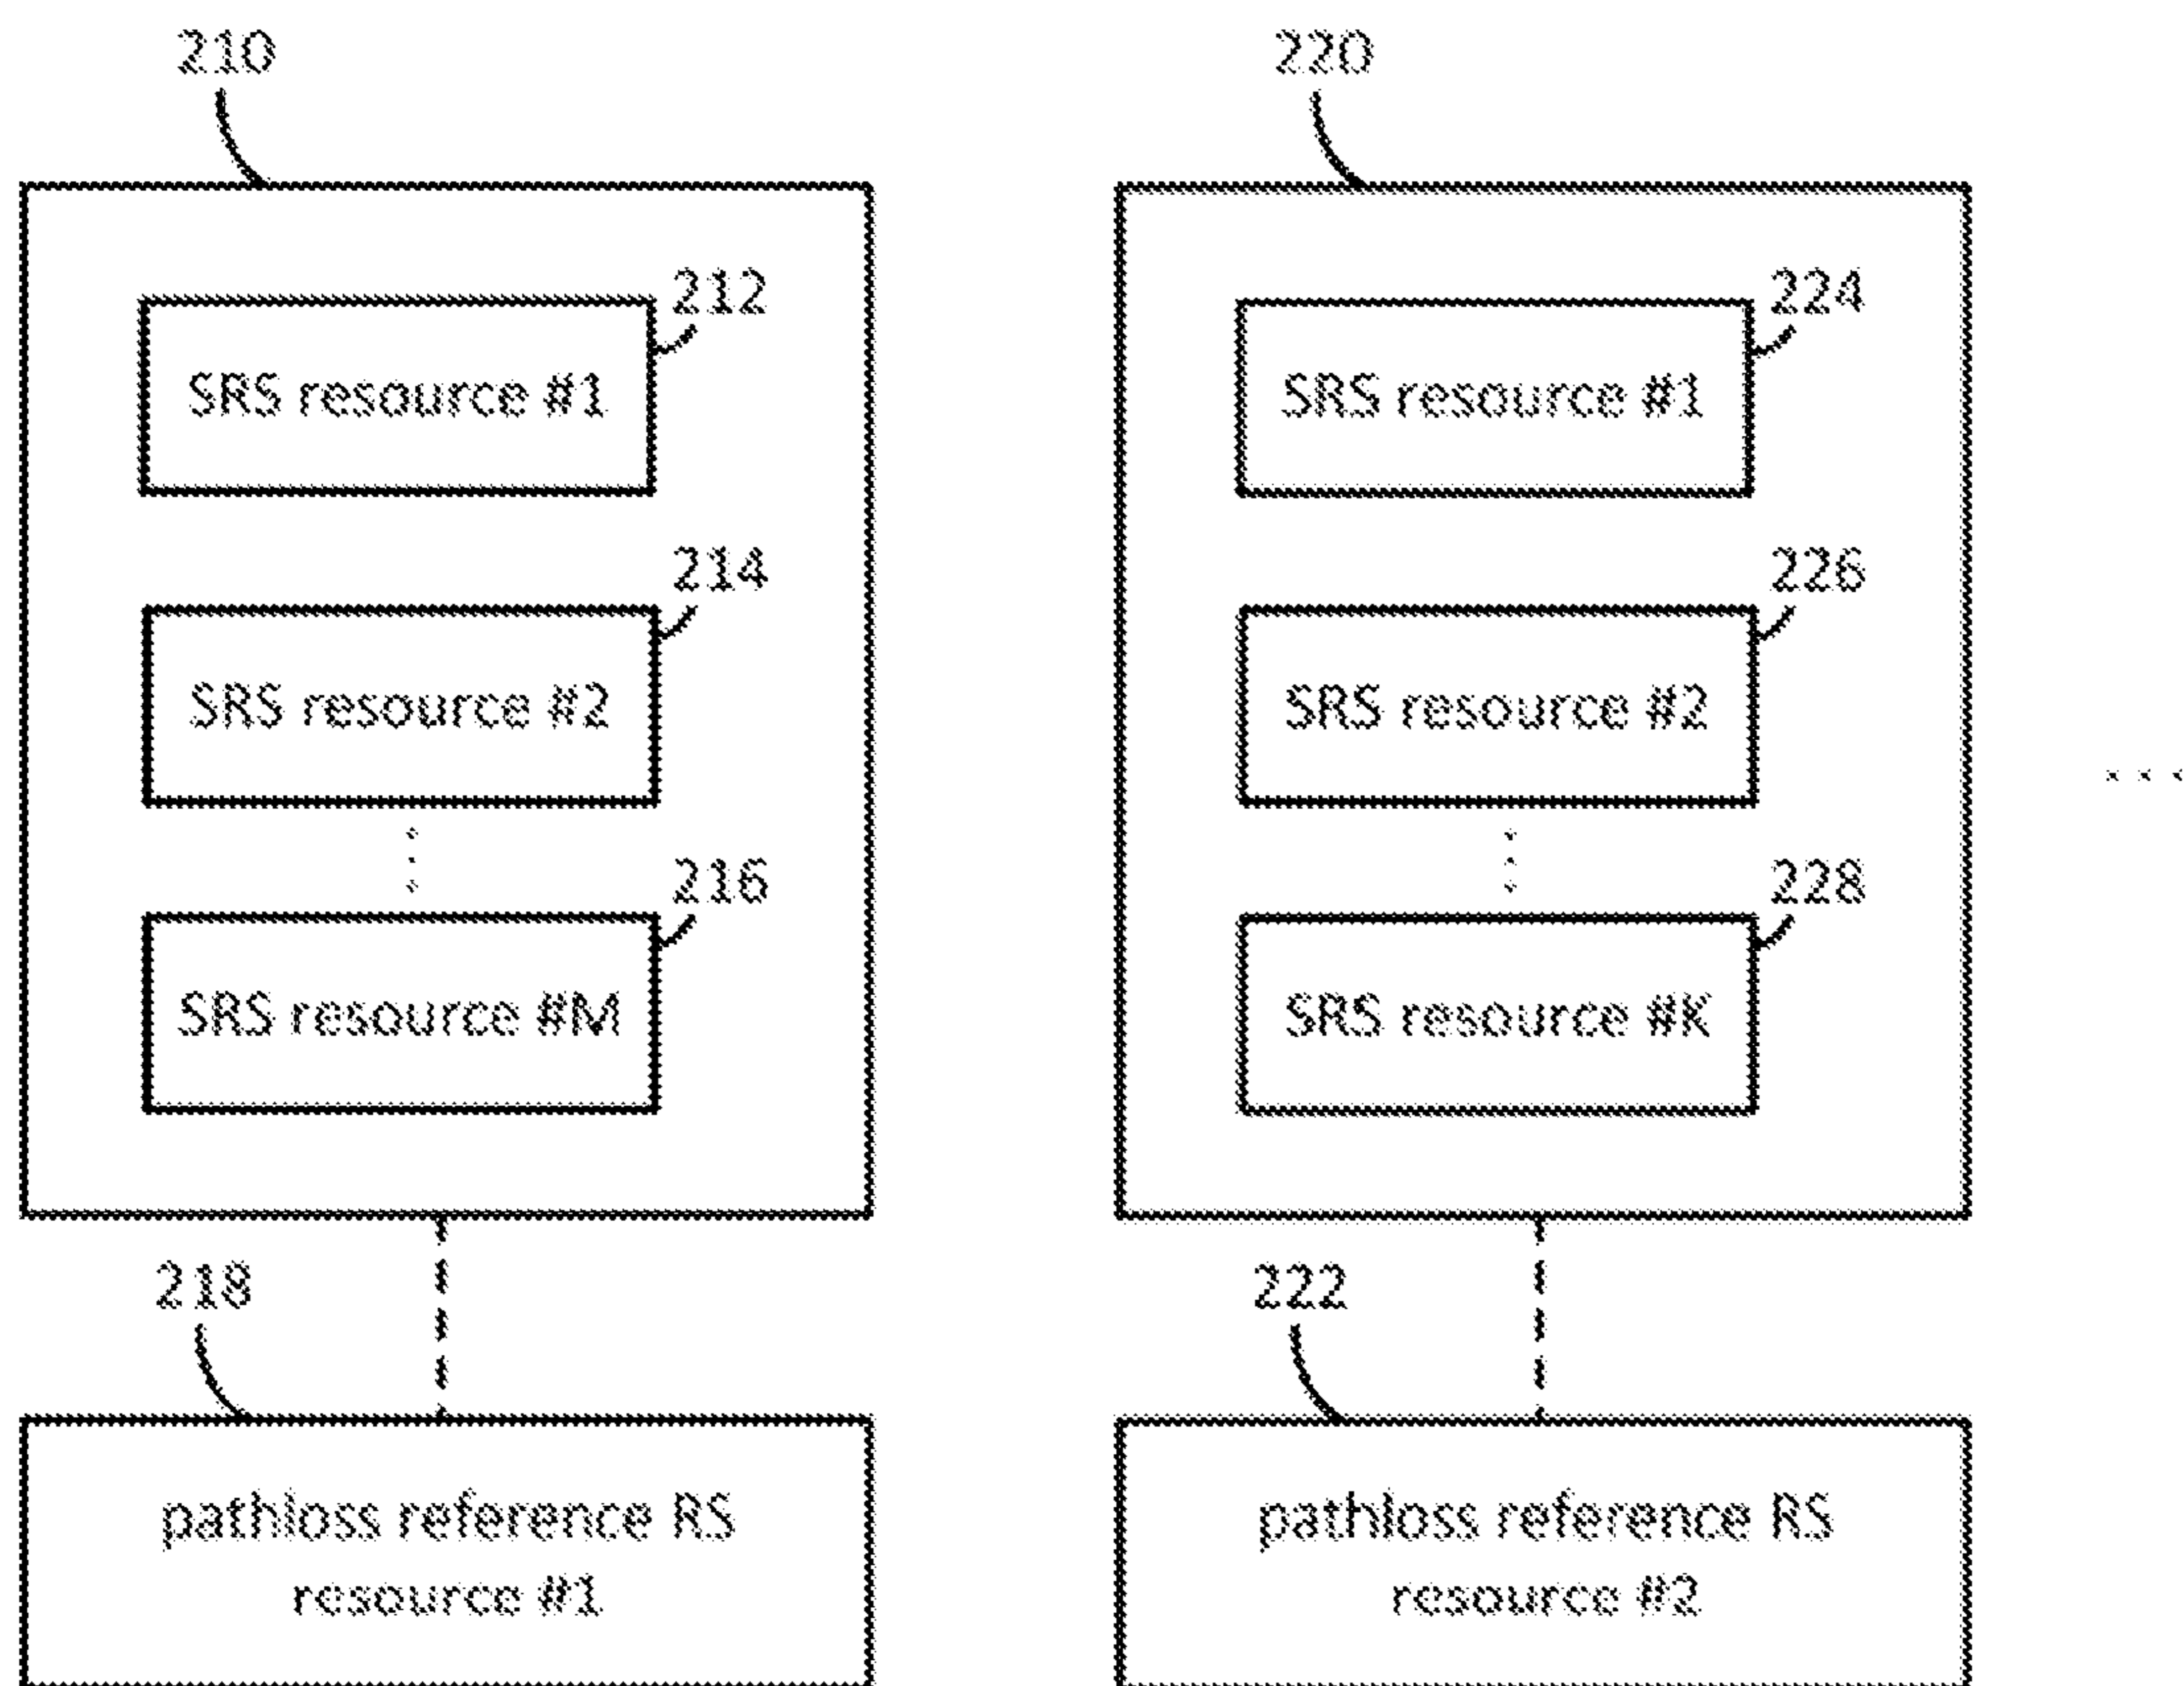 210
212
SRS resource #1
214
SRS resource #2
216
SRS resource #M
218
pathloss reference RS
resource #1
220
224
SRS resource #1
226
SRS resource #2
228
SRS resource #K
222
pathloss reference RS
resource #2
. . .